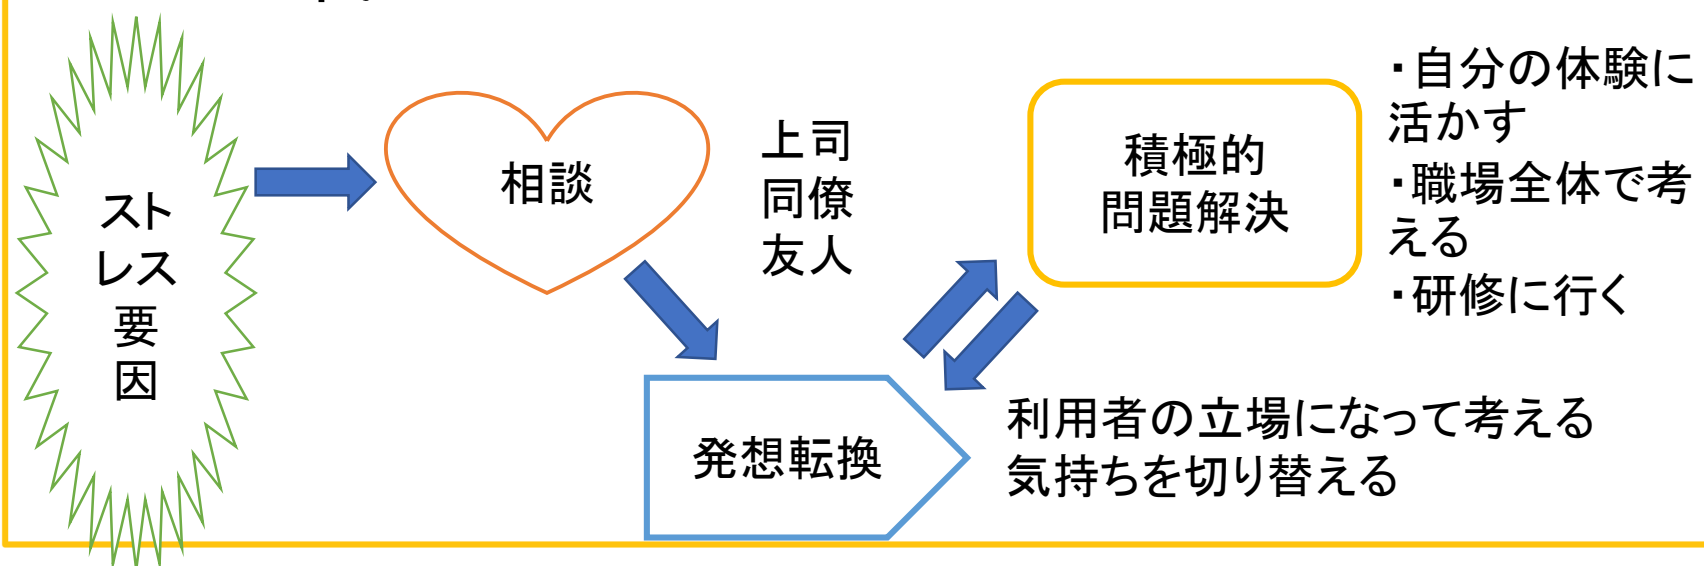 スト
レス
要
因
相談
上司
同僚
友人
積極的
問題解決
・自分の体験に
活かす
・職場全体で考
える
・研修に行く
発想転換
利用者の立場になって考える
気持ちを切り替える